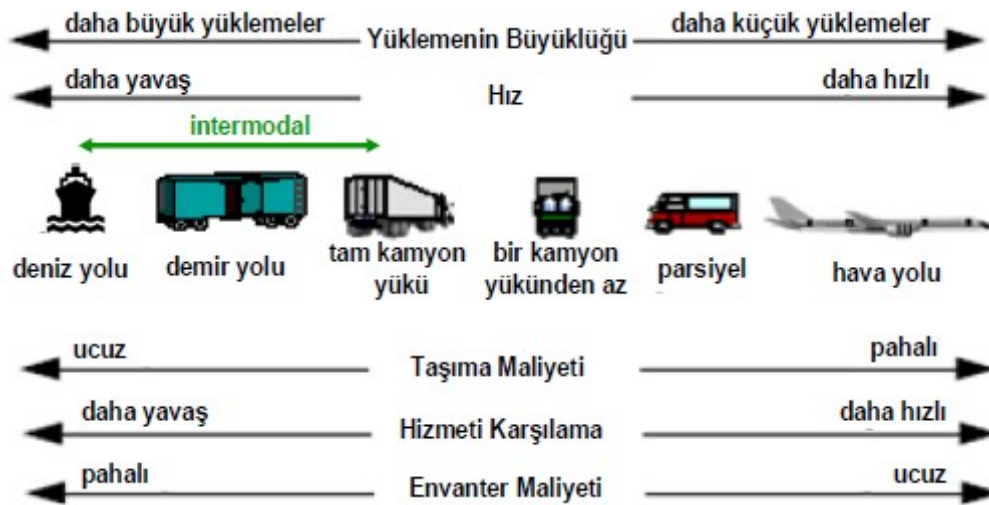 daha büyük yüklemeler Yüklemenin Büyüklüğü daha küçük yüklemeler
daha yavaş Hız daha hızlı
intermodal
deniz yolu demir yolu tam kamyon yükü bir kamyon yükünden az parsiyel hava yolu
ucuz Taşıma Maliyeti pahalı
daha yavaş Hizmeti Karşılama daha hızlı
pahalı Envanter Maliyeti ucuz